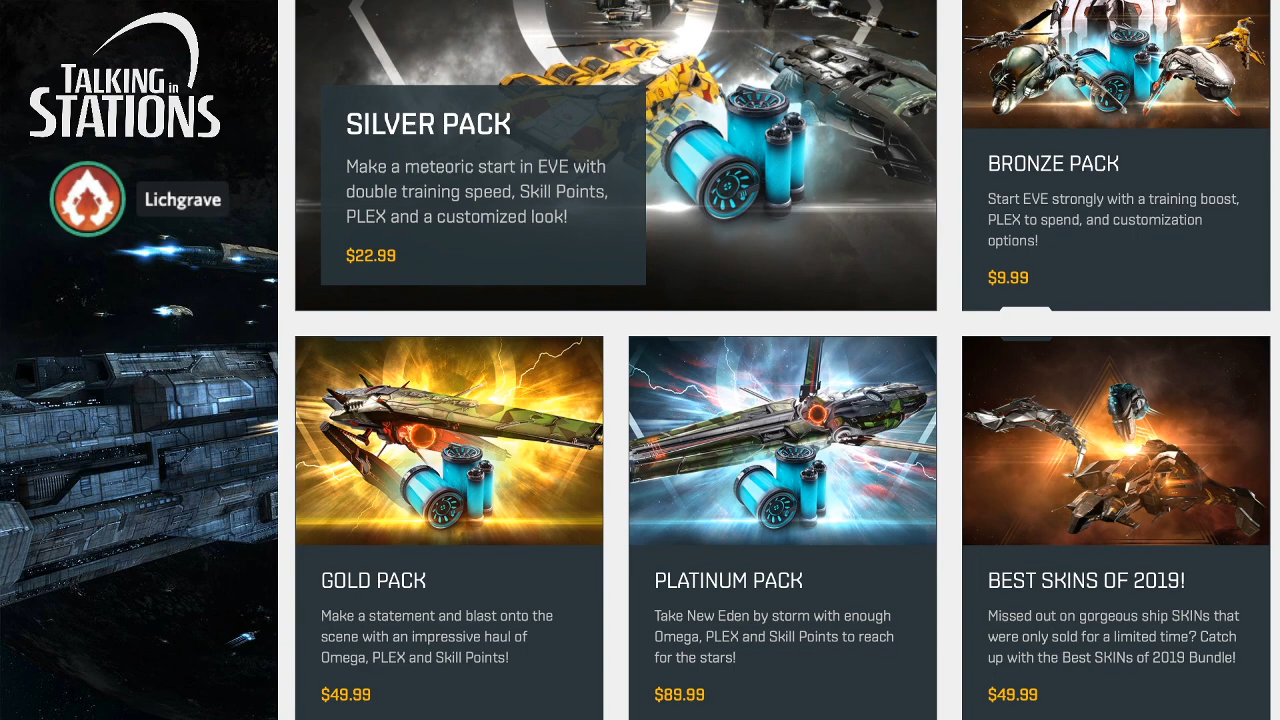 TALKING in
STATIONS
Lichgrave
SILVER PACK
Make a meteoric start in EVE with
double training speed, Skill Points,
PLEX and a customized look!
$22.99
BRONZE PACK
Start EVE strongly with a training boost,
PLEX to spend, and customization
options!
$9.99
GOLD PACK
Make a statement and blast onto the
scene with an impressive haul of
Omega, PLEX and Skill Points!
$49.99
PLATINUM PACK
Take New Eden by storm with enough
Omega, PLEX and Skill Points to reach
for the stars!
$89.99
BEST SKINS OF 2019!
Missed out on gorgeous ship SKINs that
were only sold for a limited time? Catch
up with the Best SKINs of 2019 Bundle!
$49.99